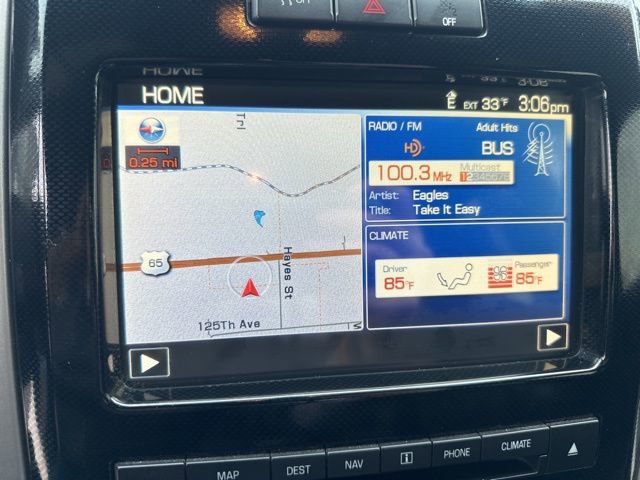 OFF
HOME
E EXT 33°F 3:06pm
Tri
0.25 mi
65
Hayes St
125Th Ave
RADIO / FM Adult Hits
HD BUS
100.3 MHz Multicast
Artist: Eagles
Title: Take It Easy
CLIMATE
Driver Passenger
85°F 85°F
MAP DEST NAV i PHONE CLIMATE